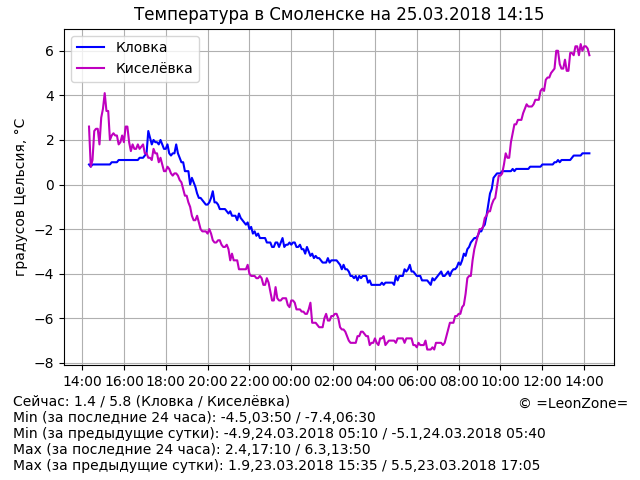 Температура в Смоленске на 25.03.2018 14:15
Кловка
Киселёвка
градусов Цельсия, °C
6
4
2
0
−2
−4
−6
−8
14:00 16:00 18:00 20:00 22:00 00:00 02:00 04:00 06:00 08:00 10:00 12:00 14:00
Сейчас: 1.4 / 5.8 (Кловка / Киселёвка)
© =LeonZone=
Min (за последние 24 часа): -4.5,03:50 / -7.4,06:30
Min (за предыдущие сутки): -4.9,24.03.2018 05:10 / -5.1,24.03.2018 05:40
Max (за последние 24 часа): 2.4,17:10 / 6.3,13:50
Max (за предыдущие сутки): 1.9,23.03.2018 15:35 / 5.5,23.03.2018 17:05